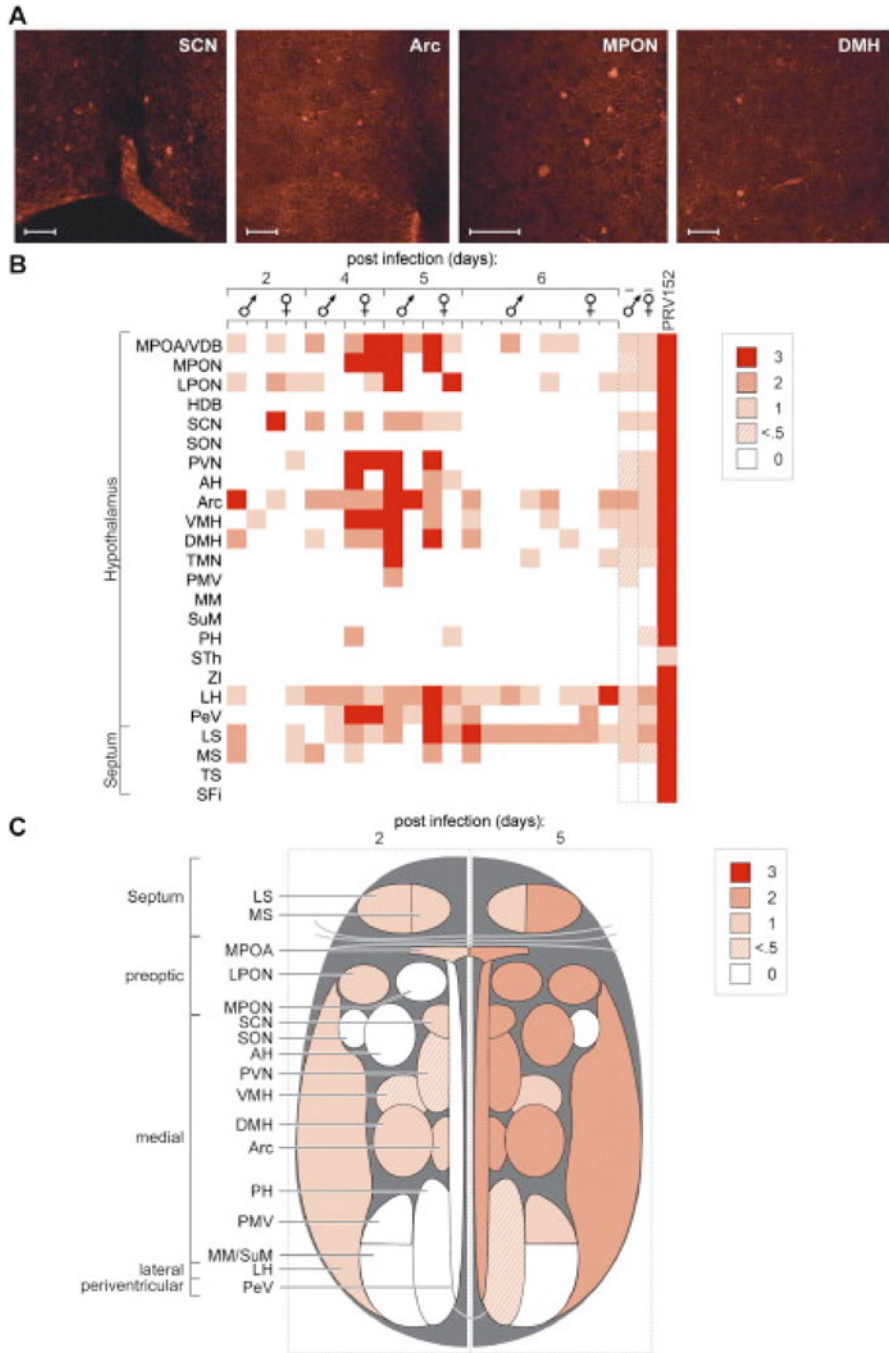 A
SCN
Arc
MPON
DMH
B
post infection (days):
2 4 5 6
♂ ♀ ♂ ♀ ♂ ♀ ♂ ♀ ♂ ♀ PRV152
Hypothalamus
MPOA/VDB
MPON
LPON
HDB
SCN
SON
PVN
AH
Arc
VMH
DMH
TMN
PMV
MM
SuM
PH
STh
ZI
LH
PeV
Septum
LS
MS
TS
SFi
3
2
1
<.5
0
C
post infection (days):
2 5
Septum
LS
MS
preoptic
MPOA
LPON
MPON
medial
SCN
SON
AH
PVN
VMH
DMH
Arc
PH
PMV
MM/SuM
lateral
LH
periventricular
PeV
3
2
1
<.5
0